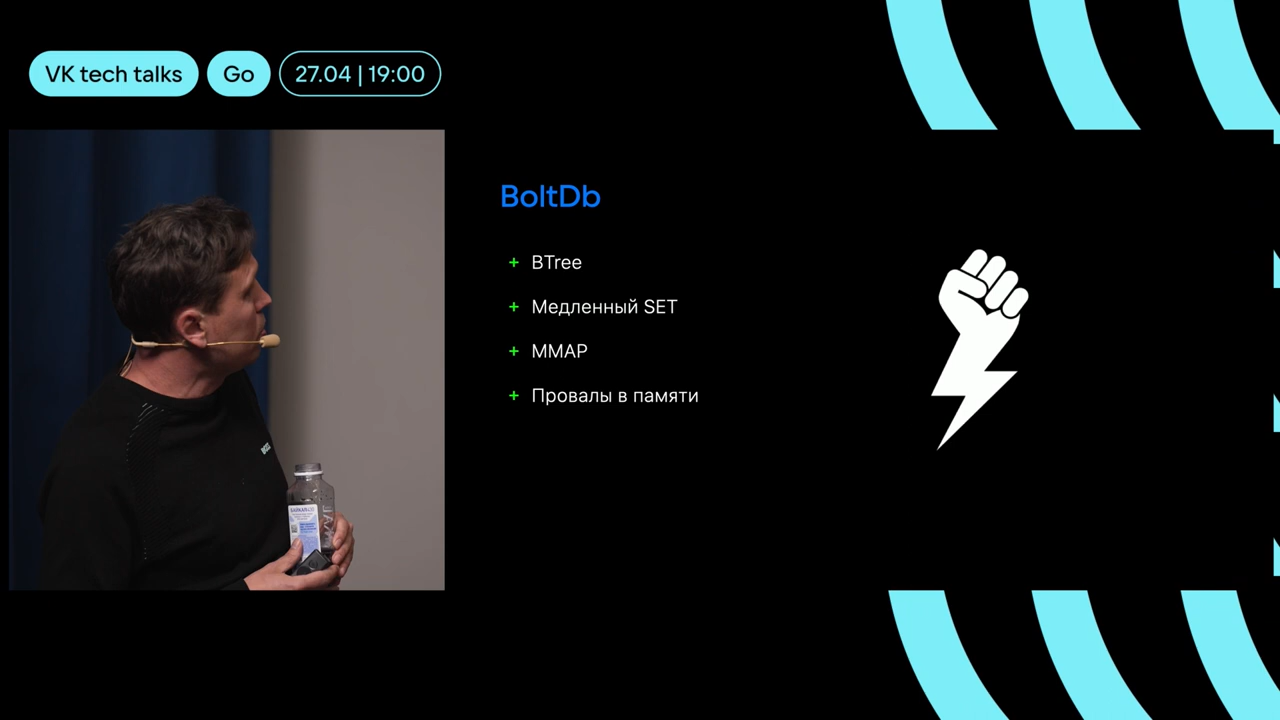 VK tech talks
Go
27.04 | 19:00
BoltDb
+ BTree
+ Медленный SET
+ MMAP
+ Провалы в памяти